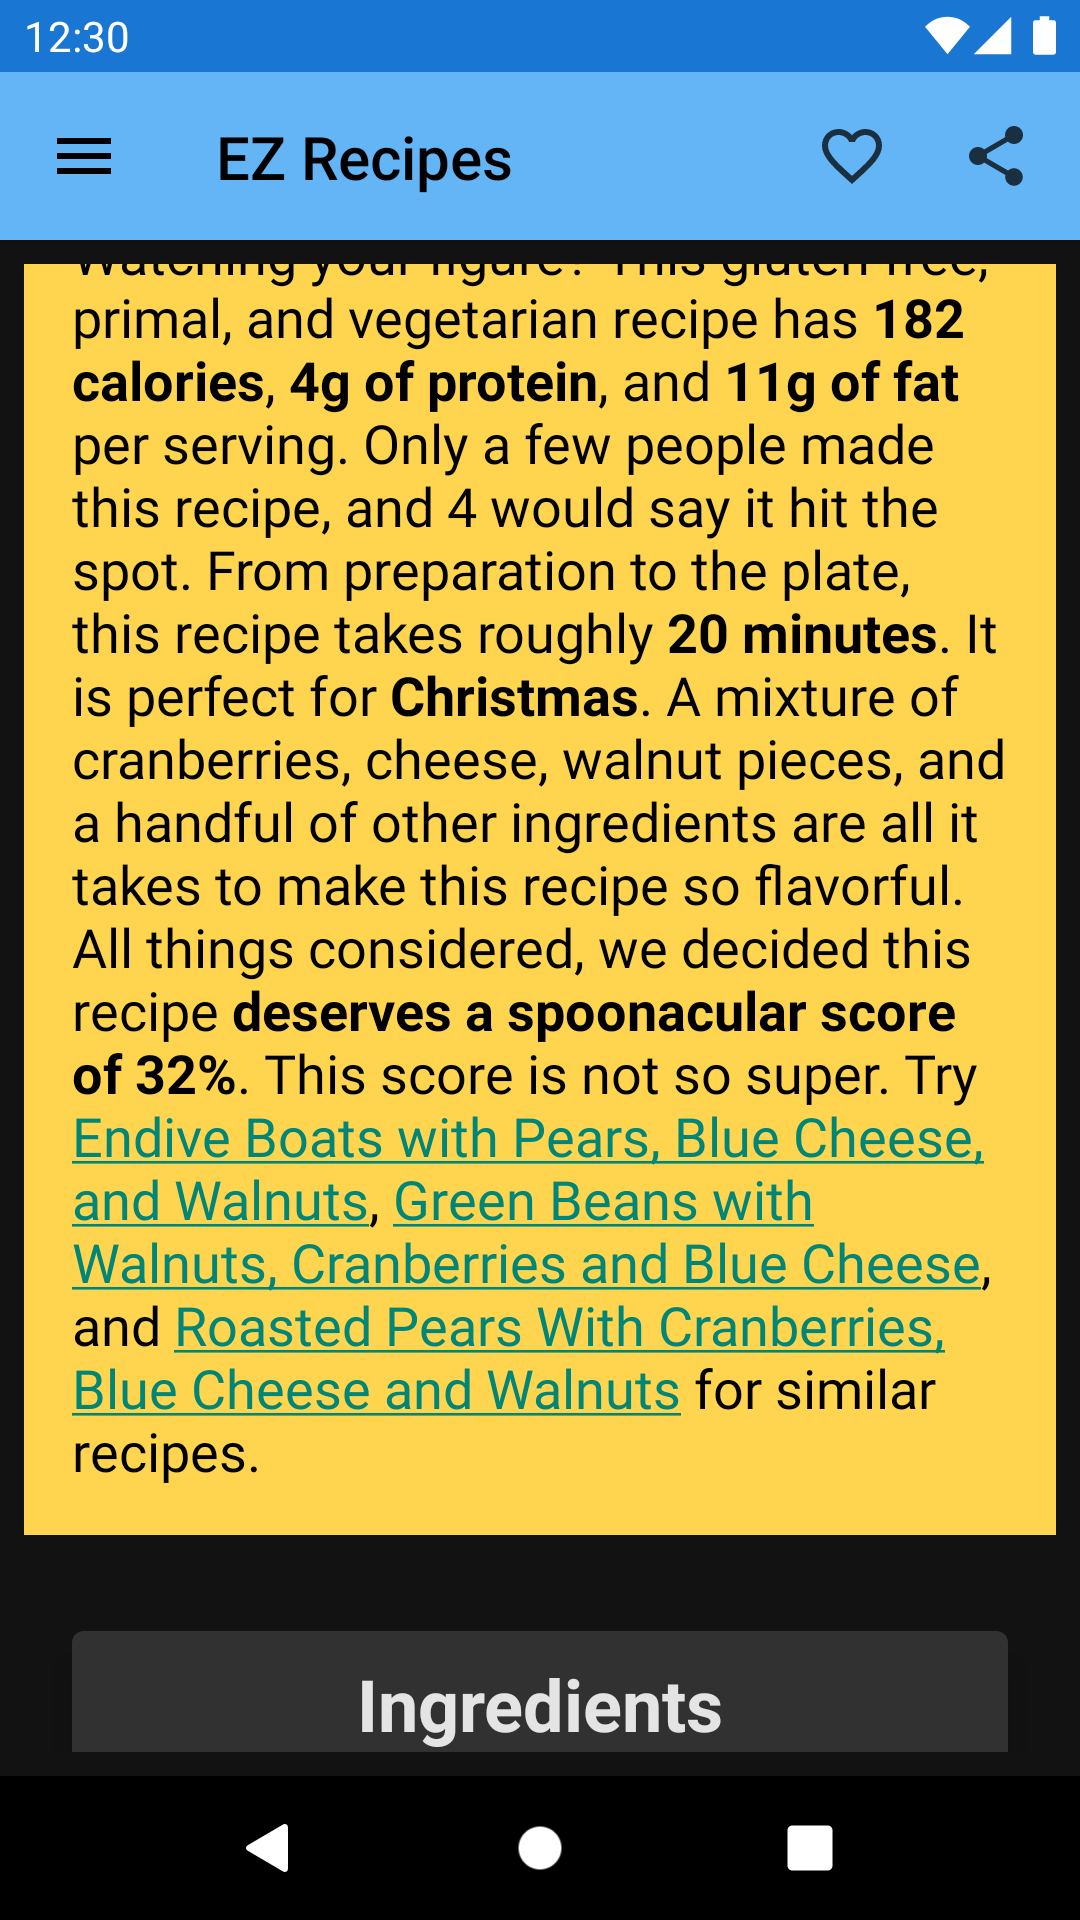 12:30
EZ Recipes
Watching your figure? This gluten free,
primal, and vegetarian recipe has 182
calories, 4g of protein, and 11g of fat
per serving. Only a few people made
this recipe, and 4 would say it hit the
spot. From preparation to the plate,
this recipe takes roughly 20 minutes. It
is perfect for Christmas. A mixture of
cranberries, cheese, walnut pieces, and
a handful of other ingredients are all it
takes to make this recipe so flavorful.
All things considered, we decided this
recipe deserves a spoonacular score
of 32%. This score is not so super. Try
Endive Boats with Pears, Blue Cheese,
and Walnuts, Green Beans with
Walnuts, Cranberries and Blue Cheese,
and Roasted Pears With Cranberries,
Blue Cheese and Walnuts for similar
recipes.
Ingredients